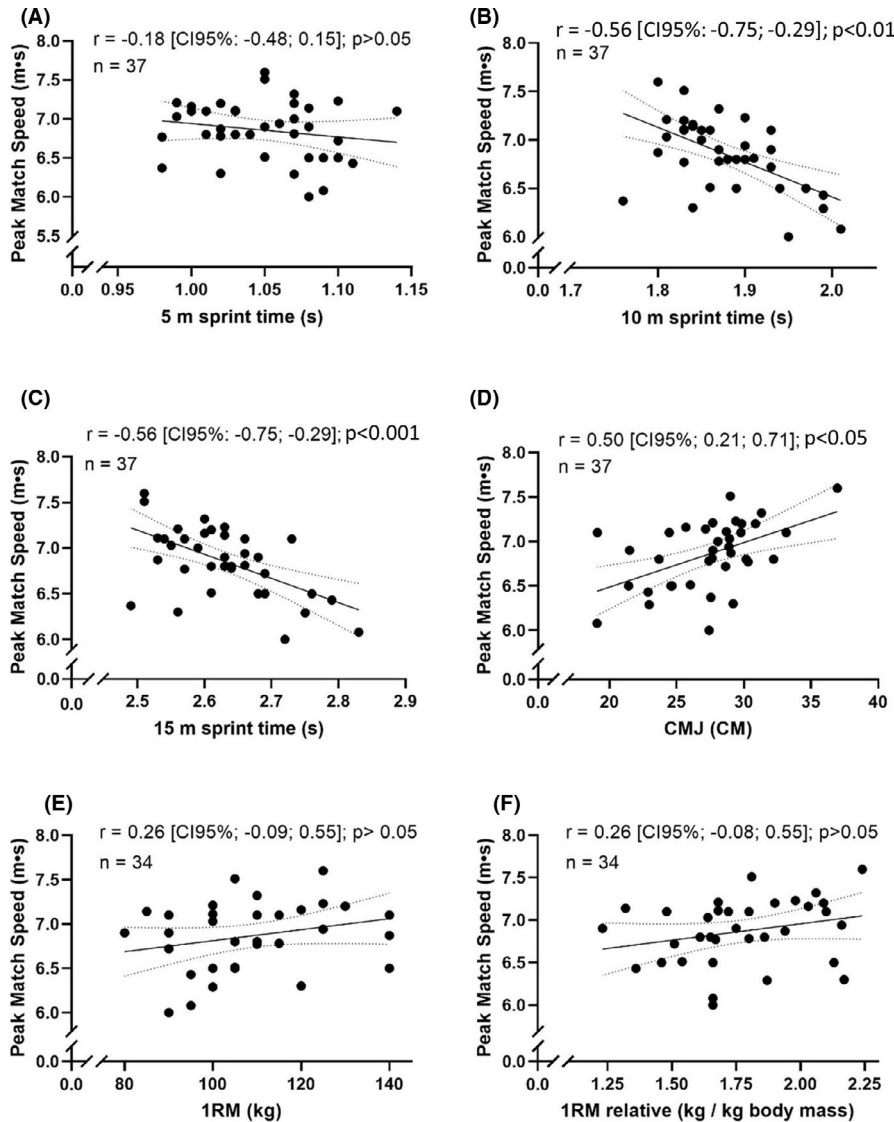 (A)
r = -0.18 [CI95%: -0.48; 0.15]; p>0.05
n = 37
Peak Match Speed (m•s)
8.0
7.5
7.0
6.5
6.0
5.5
0.0
0.0 0.95 1.00 1.05 1.10 1.15
5 m sprint time (s)
(B)
r = -0.56 [CI95%: -0.75; -0.29]; p<0.01
n = 37
Peak Match Speed (m•s)
8.0
7.5
7.0
6.5
6.0
0.0
0.0 1.7 1.8 1.9 2.0
10 m sprint time (s)
(C)
r = -0.56 [CI95%: -0.75; -0.29]; p<0.001
n = 37
Peak Match Speed (m•s)
8.0
7.5
7.0
6.5
6.0
0.0
0.0 2.5 2.6 2.7 2.8 2.9
15 m sprint time (s)
(D)
r = 0.50 [CI95%; 0.21; 0.71]; p<0.05
n = 37
Peak Match Speed (m•s)
8.0
7.5
7.0
6.5
6.0
0.0
0.0 20 25 30 35 40
CMJ (CM)
(E)
r = 0.26 [CI95%; -0.09; 0.55]; p> 0.05
n = 34
Peak Match Speed (m•s)
8.0
7.5
7.0
6.5
6.0
0.0
0.0 80 100 120 140
1RM (kg)
(F)
r = 0.26 [CI95%; -0.08; 0.55]; p>0.05
n = 34
Peak Match Speed (m•s)
8.0
7.5
7.0
6.5
6.0
0.0
0.0 1.25 1.50 1.75 2.00 2.25
1RM relative (kg / kg body mass)